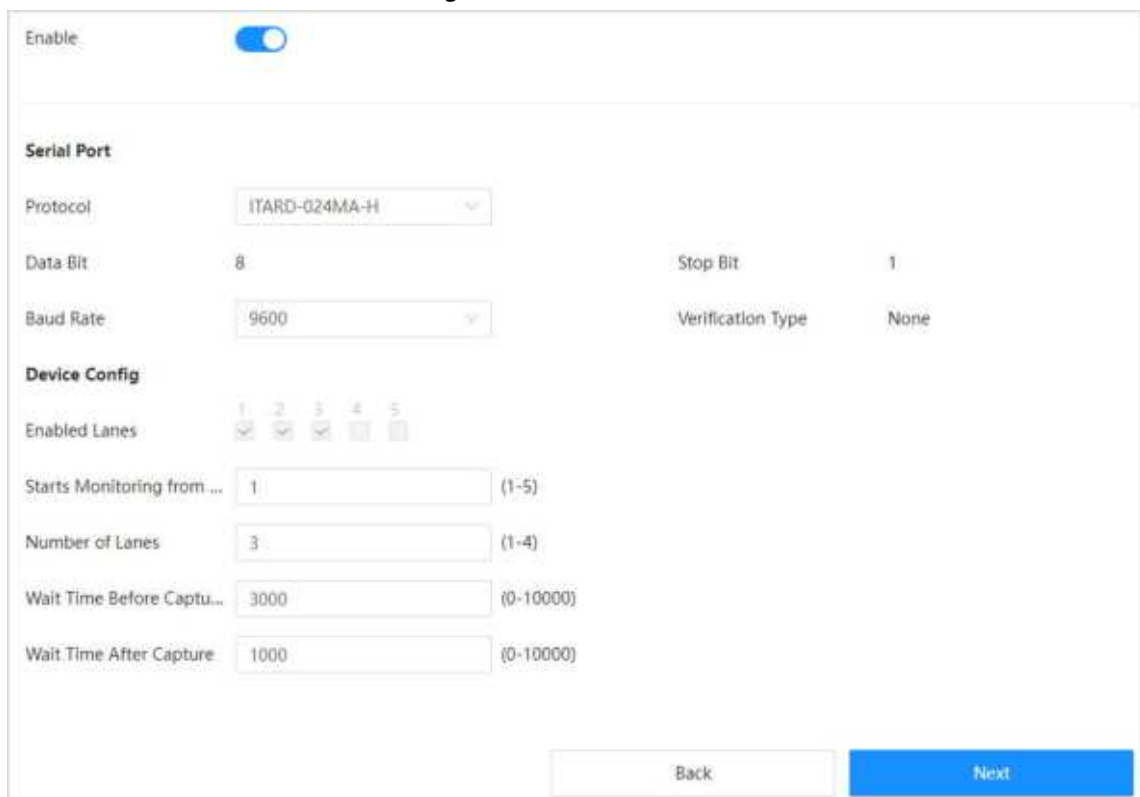 Enable
Serial Port
Protocol ITARD-024MA-H
Data Bit 8 Stop Bit 1
Baud Rate 9600 Verification Type None
Device Config
1 2 3 4 5
Enabled Lanes
Starts Monitoring from ... 1 (1-5)
Number of Lanes 3 (1-4)
Wait Time Before Captu... 3000 (0-10000)
Wait Time After Capture 1000 (0-10000)
Back Next